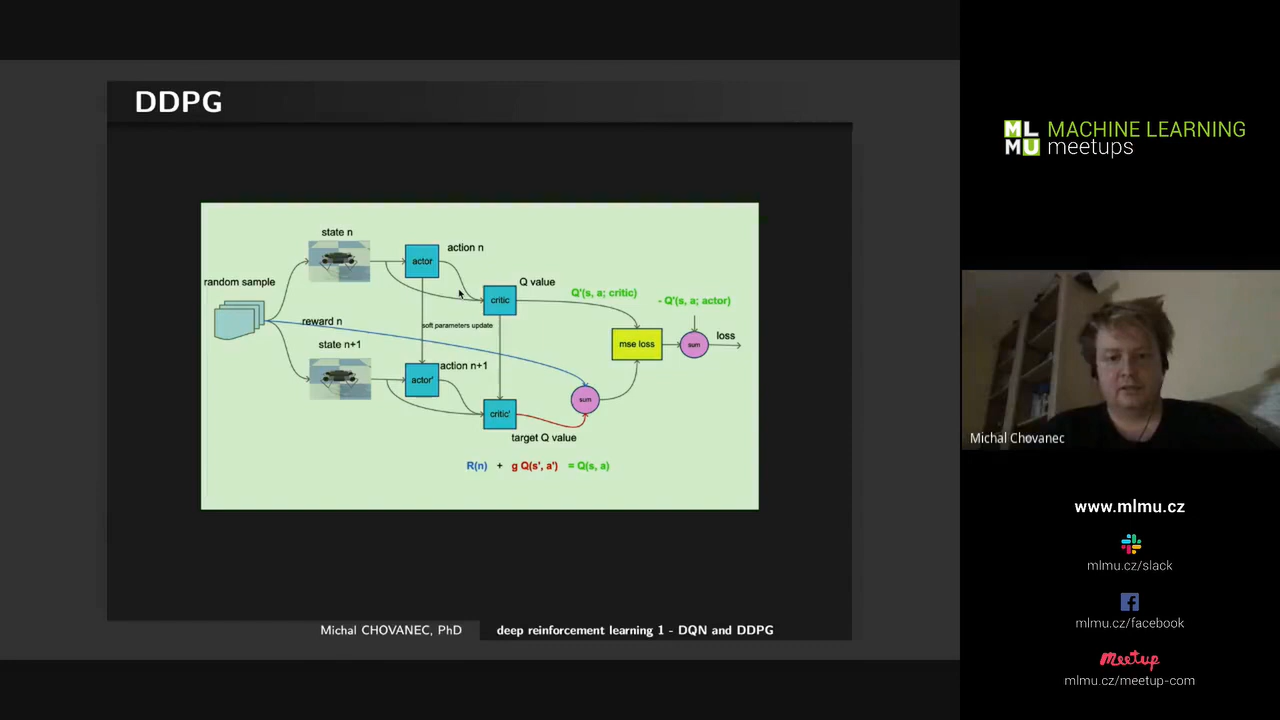 DDPG
state n
random sample
actor
action n
critic
Q value
Q'(s, a; critic)
- Q'(s, a; actor)
reward n
soft parameters update
mse loss
sum
loss
state n+1
actor'
action n+1
critic'
sum
target Q value
R(n) + g Q(s', a') = Q(s, a)
Michal CHOVANEC, PhD
deep reinforcement learning 1 - DQN and DDPG
ML
MU
MACHINE LEARNING
meetups
Michal Chovanec
www.mlmu.cz
mlmu.cz/slack
mlmu.cz/facebook
meetup
mlmu.cz/meetup-com